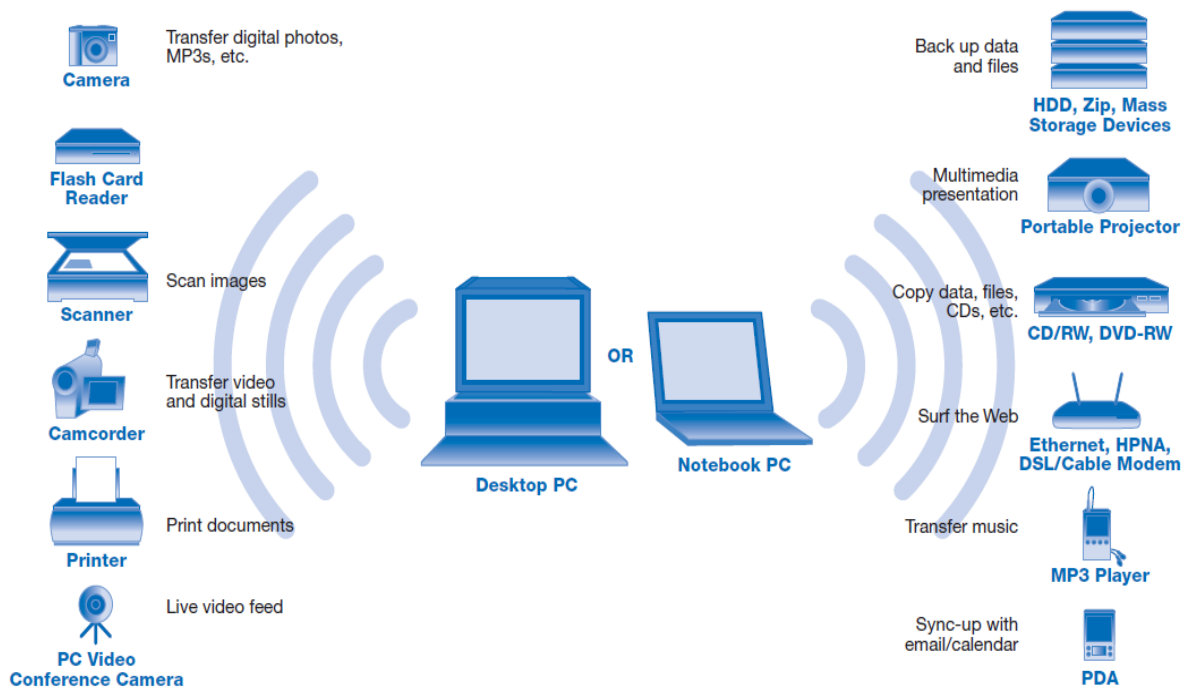 Transfer digital photos,
MP3s, etc.
Camera
Flash Card
Reader
Scan images
Scanner
Transfer video
and digital stills
Camcorder
Print documents
Printer
Live video feed
PC Video
Conference Camera
Desktop PC
OR
Notebook PC
Back up data
and files
HDD, Zip, Mass
Storage Devices
Multimedia
presentation
Portable Projector
Copy data, files,
CDs, etc.
CD/RW, DVD-RW
Surf the Web
Ethernet, HPNA,
DSL/Cable Modem
Transfer music
MP3 Player
Sync-up with
email/calendar
PDA